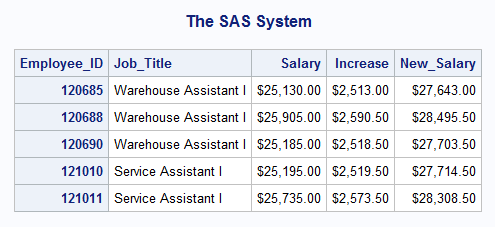 The SAS System
Employee_ID Job_Title Salary Increase New_Salary
120685 Warehouse Assistant I $25,130.00 $2,513.00 $27,643.00
120688 Warehouse Assistant I $25,905.00 $2,590.50 $28,495.50
120690 Warehouse Assistant I $25,185.00 $2,518.50 $27,703.50
121010 Service Assistant I $25,195.00 $2,519.50 $27,714.50
121011 Service Assistant I $25,735.00 $2,573.50 $28,308.50